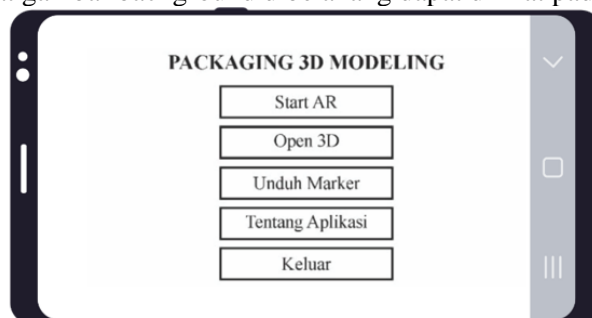 PACKAGING 3D MODELING
Start AR
Open 3D
Unduh Marker
Tentang Aplikasi
Keluar